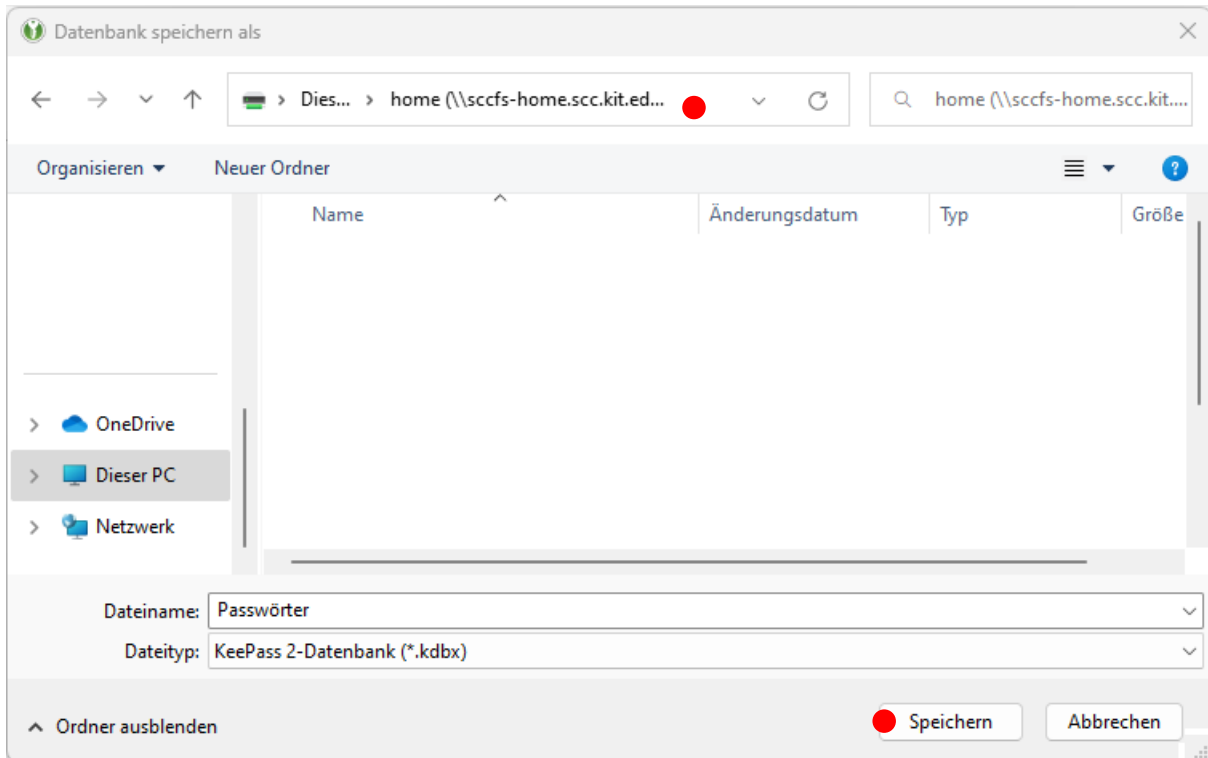 Datenbank speichern als
Dies... > home (\\sccfs-home.scc.kit.ed...
home (\\sccfs-home.scc.kit....
Organisieren
Neuer Ordner
?
Name
Änderungsdatum
Typ
Größe
OneDrive
Dieser PC
Netzwerk
Dateiname: Passwörter
Dateityp: KeePass 2-Datenbank (*.kdbx)
Ordner ausblenden
Speichern
Abbrechen